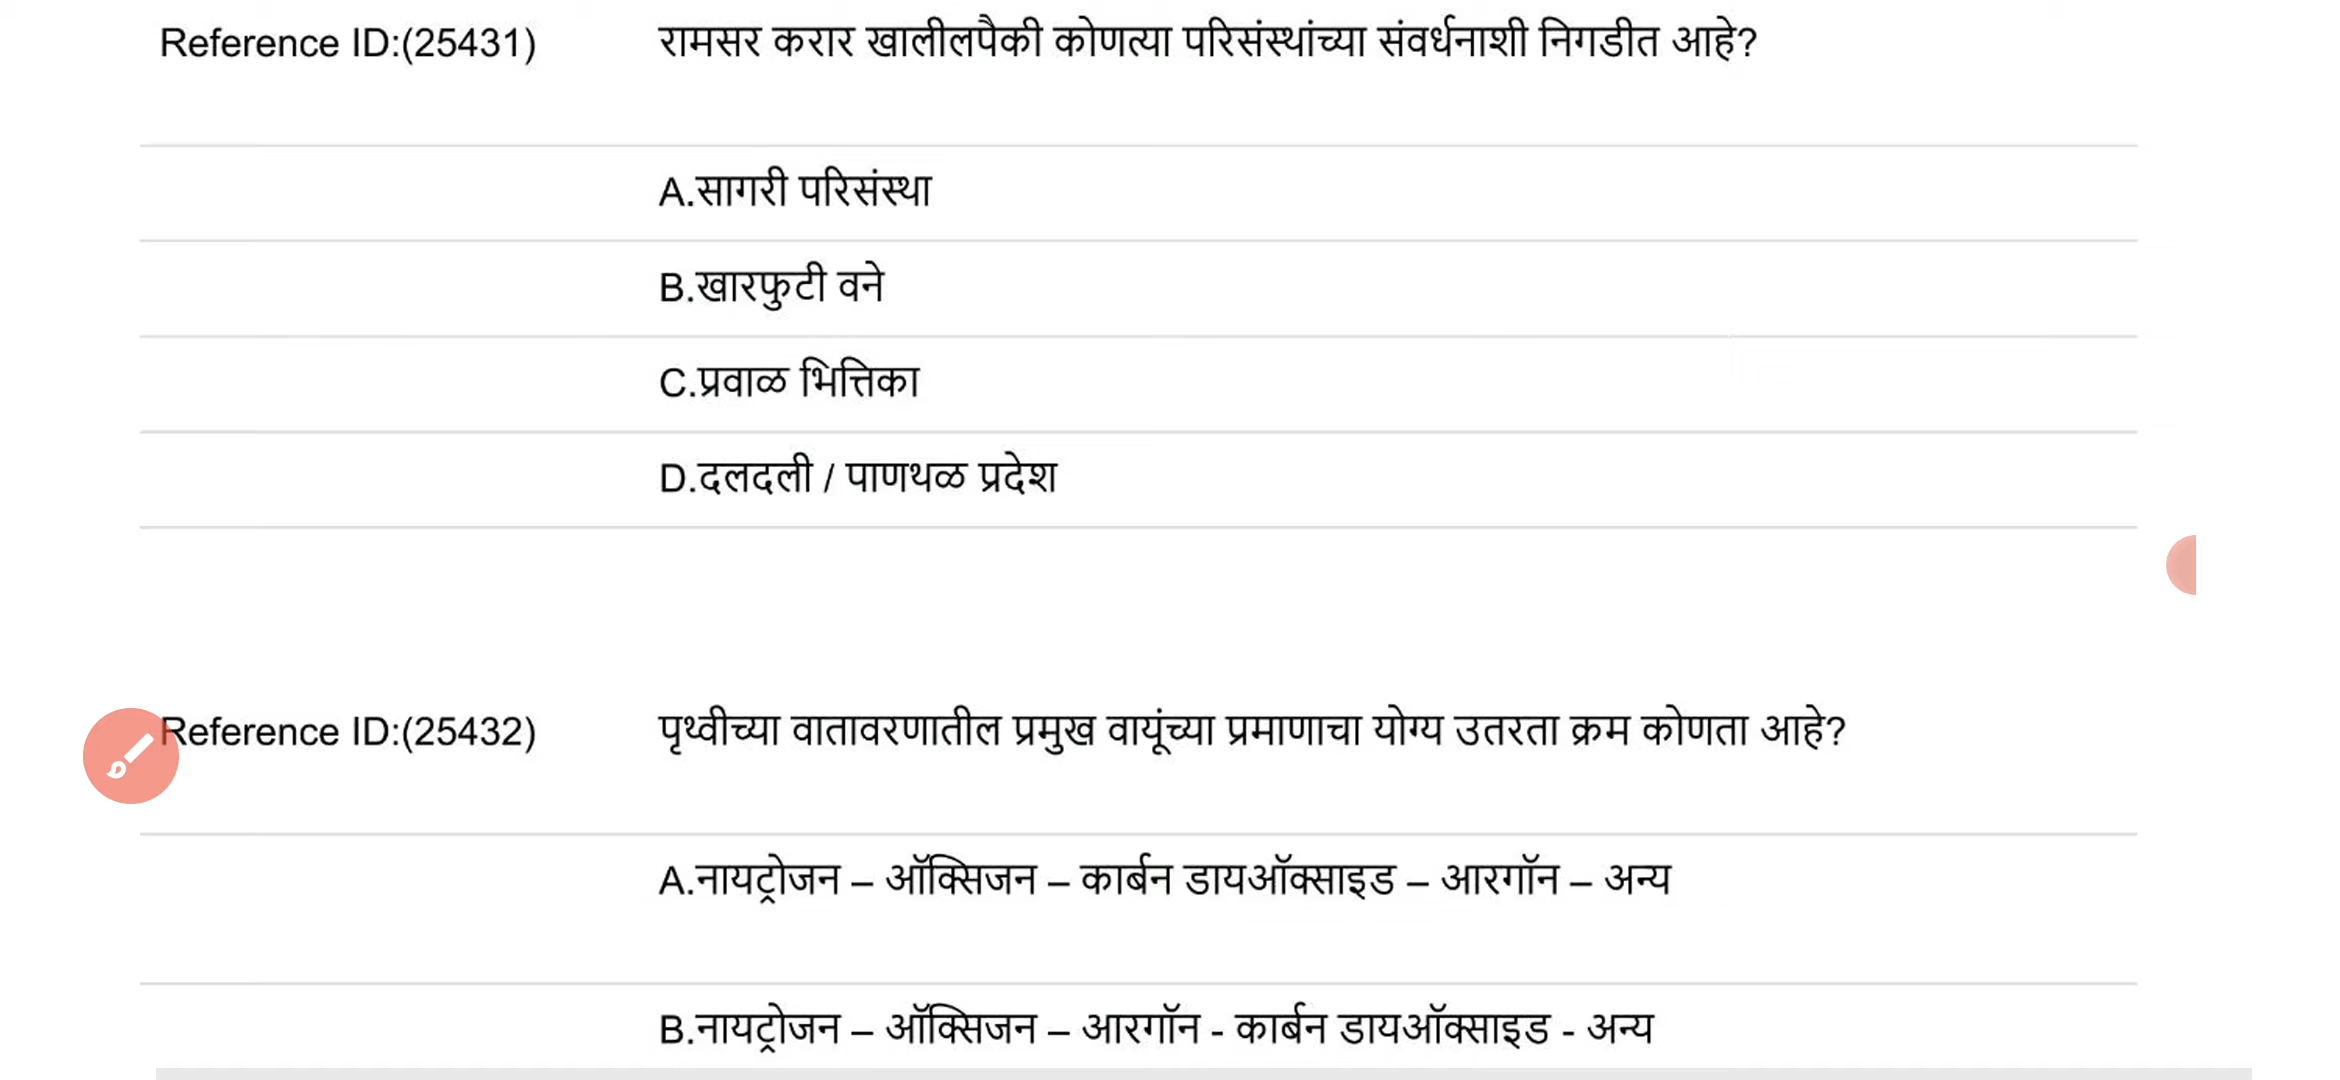 Reference ID:(25431) रामसर करार खालीलपैकी कोणत्या परिसंस्थांच्या संवर्धनाशी निगडीत आहे?
A.सागरी परिसंस्था
B.खारफुटी वने
C.प्रवाळ भित्तिका
D.दलदली / पाणथळ प्रदेश
Reference ID:(25432) पृथ्वीच्या वातावरणातील प्रमुख वायूंच्या प्रमाणाचा योग्य उतरता क्रम कोणता आहे?
A.नायट्रोजन – ऑक्सिजन – कार्बन डायऑक्साइड – आरगॉन – अन्य
B.नायट्रोजन – ऑक्सिजन – आरगॉन - कार्बन डायऑक्साइड - अन्य